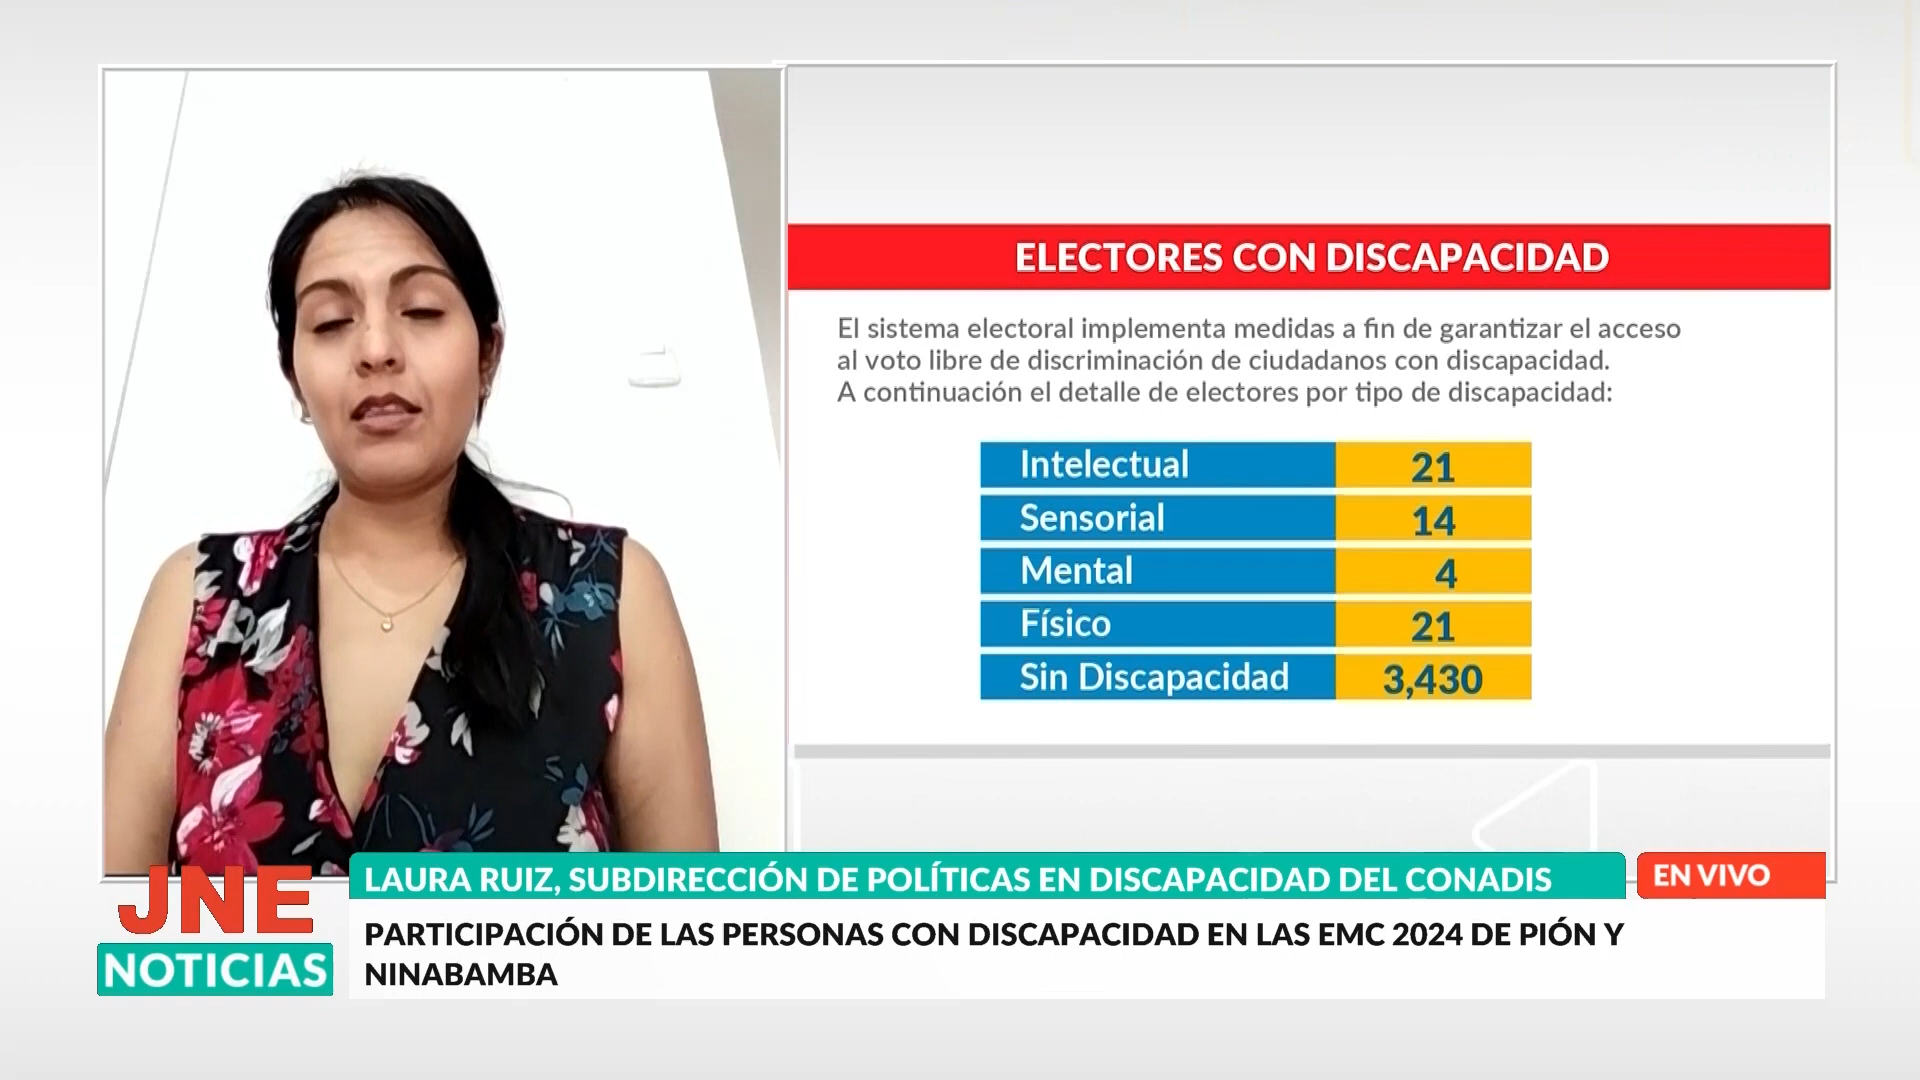 ELECTORES CON DISCAPACIDAD
El sistema electoral implementa medidas a fin de garantizar el acceso
al voto libre de discriminación de ciudadanos con discapacidad.
A continuación el detalle de electores por tipo de discapacidad:
Intelectual 21
Sensorial 14
Mental 4
Físico 21
Sin Discapacidad 3,430
JNE
NOTICIAS
LAURA RUIZ, SUBDIRECCIÓN DE POLÍTICAS EN DISCAPACIDAD DEL CONADIS
EN VIVO
PARTICIPACIÓN DE LAS PERSONAS CON DISCAPACIDAD EN LAS EMC 2024 DE PIÓN Y
NINABAMBA